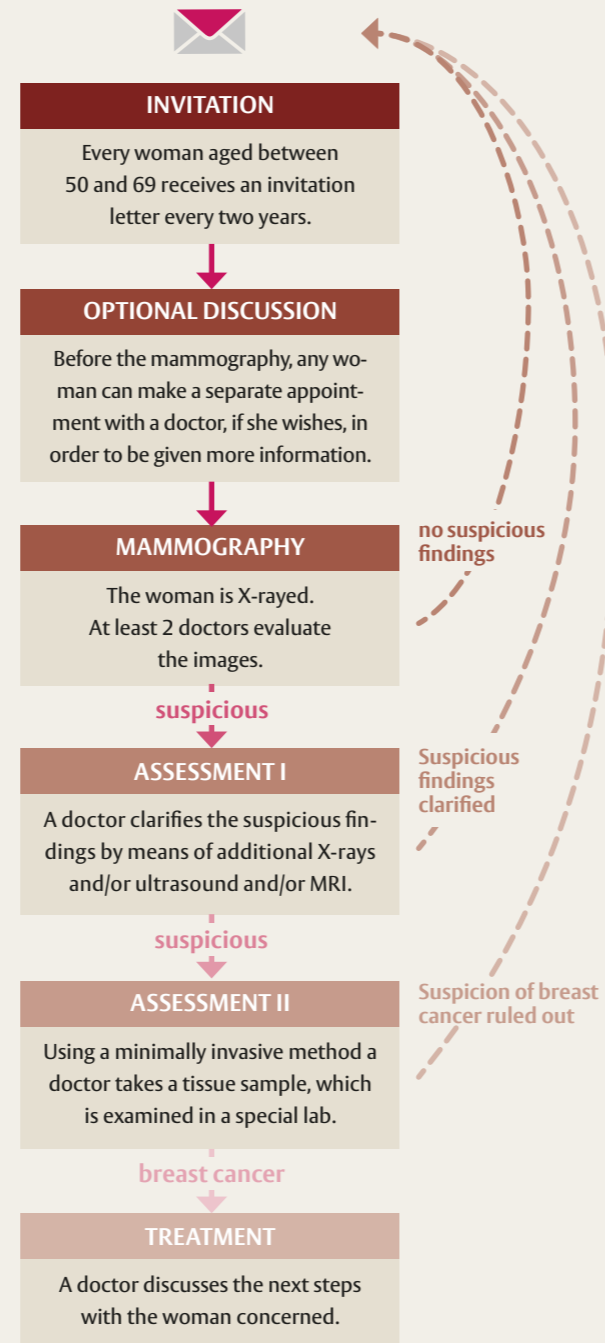 INVITATION
Every woman aged between
50 and 69 receives an invitation
letter every two years.
OPTIONAL DISCUSSION
Before the mammography, any wo-
man can make a separate appoint-
ment with a doctor, if she wishes, in
order to be given more information.
MAMMOGRAPHY
The woman is X-rayed.
At least 2 doctors evaluate
the images.
no suspicious
findings
suspicious
ASSESSMENT I
A doctor clarifies the suspicious fin-
dings by means of additional X-rays
and/or ultrasound and/or MRI.
Suspicious
findings
clarified
suspicious
ASSESSMENT II
Using a minimally invasive method a
doctor takes a tissue sample, which
is examined in a special lab.
Suspicion of breast
cancer ruled out
breast cancer
TREATMENT
A doctor discusses the next steps
with the woman concerned.